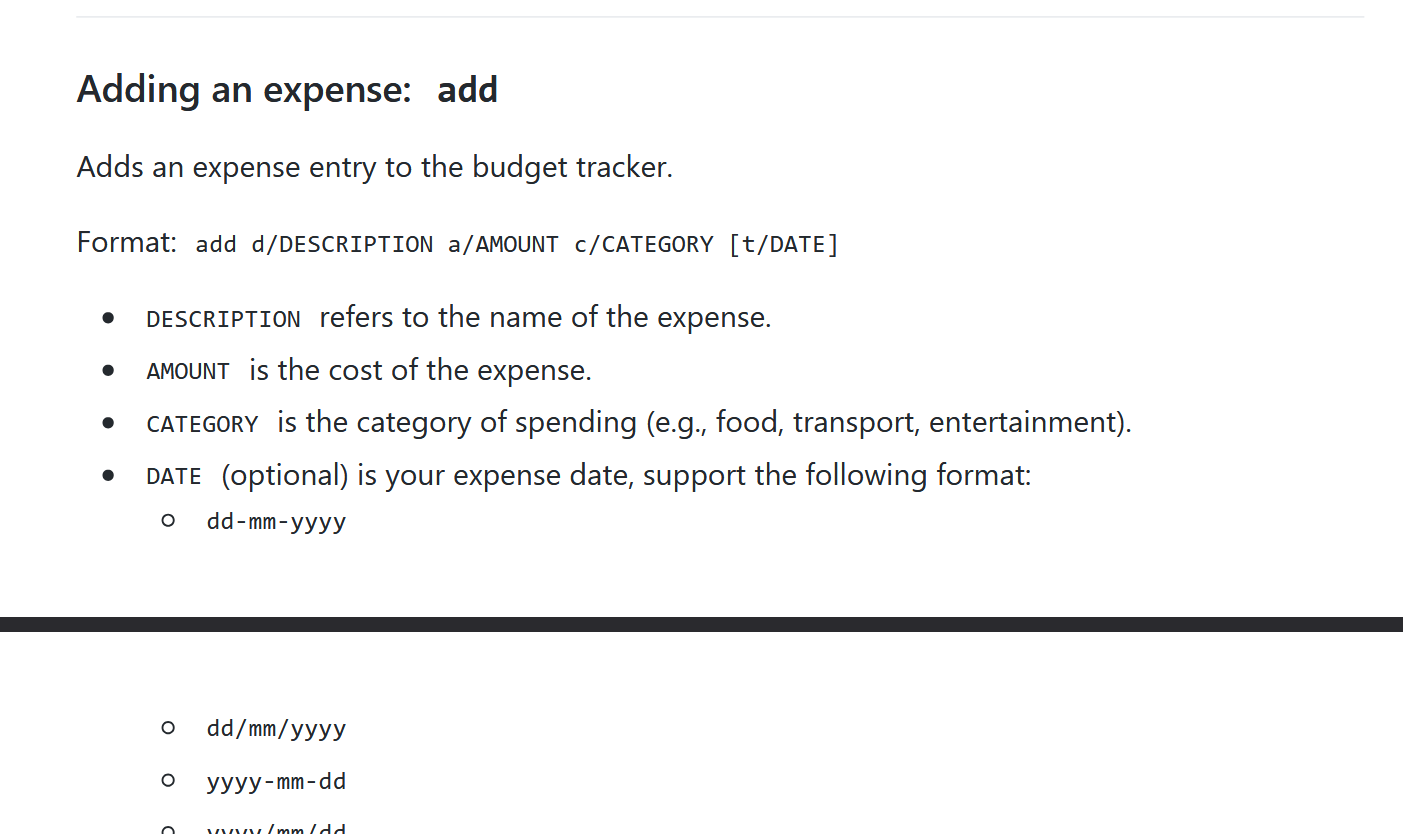 Adding an expense: add
Adds an expense entry to the budget tracker.
Format: add d/DESCRIPTION a/AMOUNT c/CATEGORY [t/DATE]
DESCRIPTION refers to the name of the expense.
AMOUNT is the cost of the expense.
CATEGORY is the category of spending (e.g., food, transport, entertainment).
DATE (optional) is your expense date, support the following format:
dd-mm-yyyy
dd/mm/yyyy
yyyy-mm-dd
yyyy/mm/dd